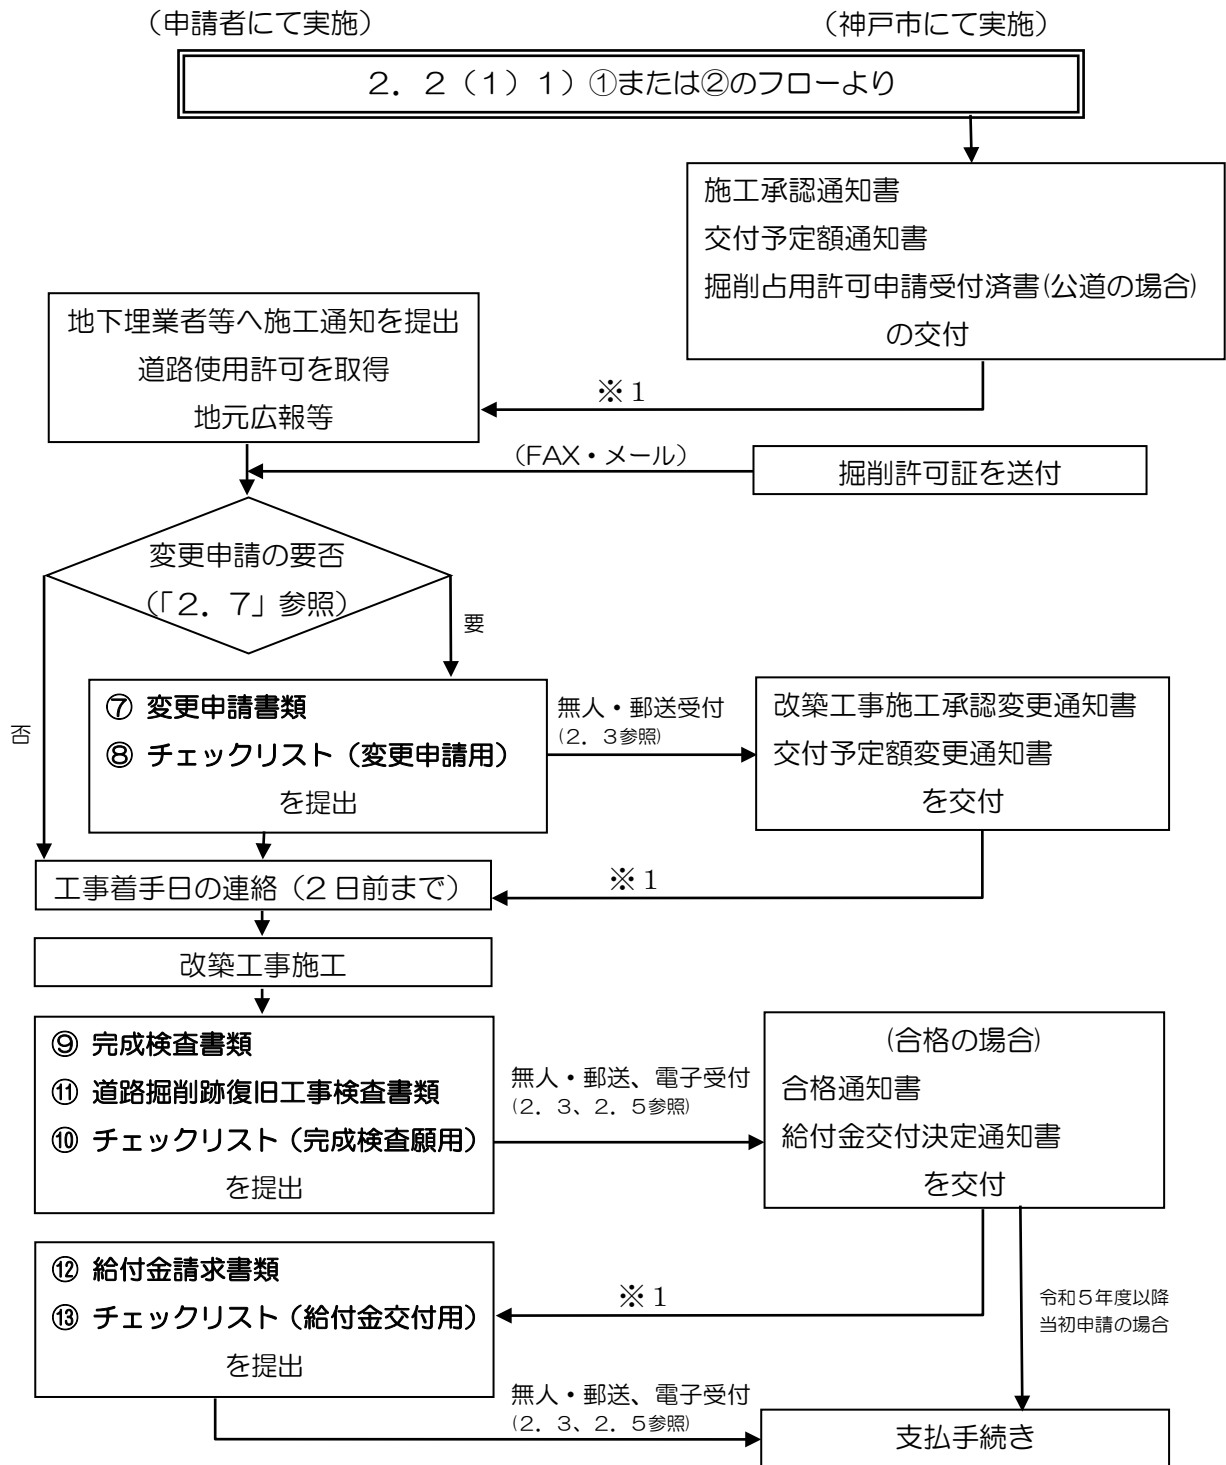 （申請者にて実施）
（神戸市にて実施）
２．２（１）１）①または②のフローより
施工承認通知書
交付予定額通知書
掘削占用許可申請受付済書(公道の場合)
の交付
地下埋業者等へ施工通知を提出
道路使用許可を取得
地元広報等
※１
（FAX・メール）
掘削許可証を送付
変更申請の要否
（「２．７」参照）
要
否
⑦ 変更申請書類
⑧ チェックリスト（変更申請用）
を提出
無人・郵送受付
(２．３参照)
改築工事施工承認変更通知書
交付予定額変更通知書
を交付
工事着手日の連絡（２日前まで）
※１
改築工事施工
⑨ 完成検査書類
⑪ 道路掘削跡復旧工事検査書類
⑩ チェックリスト（完成検査願用）
を提出
無人・郵送、電子受付
(２．３、２．５参照)
(合格の場合)
合格通知書
給付金交付決定通知書
を交付
⑫ 給付金請求書類
⑬ チェックリスト（給付金交付用）
を提出
※１
令和５年度以降
当初申請の場合
無人・郵送、電子受付
(２．３、２．５参照)
支払手続き